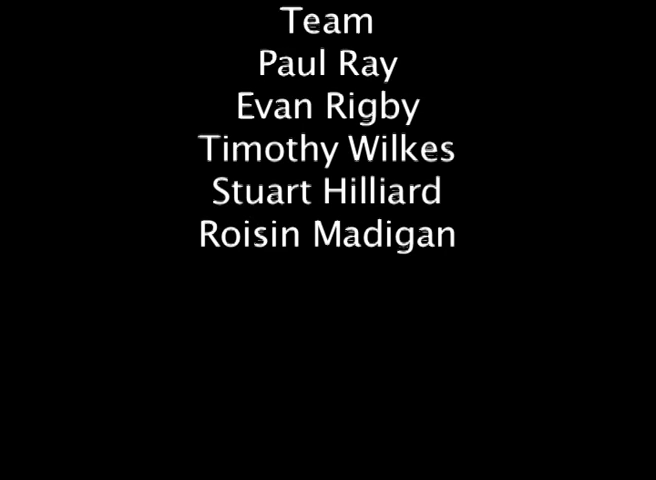 Team
Paul Ray
Evan Rigby
Timothy Wilkes
Stuart Hilliard
Roisin Madigan